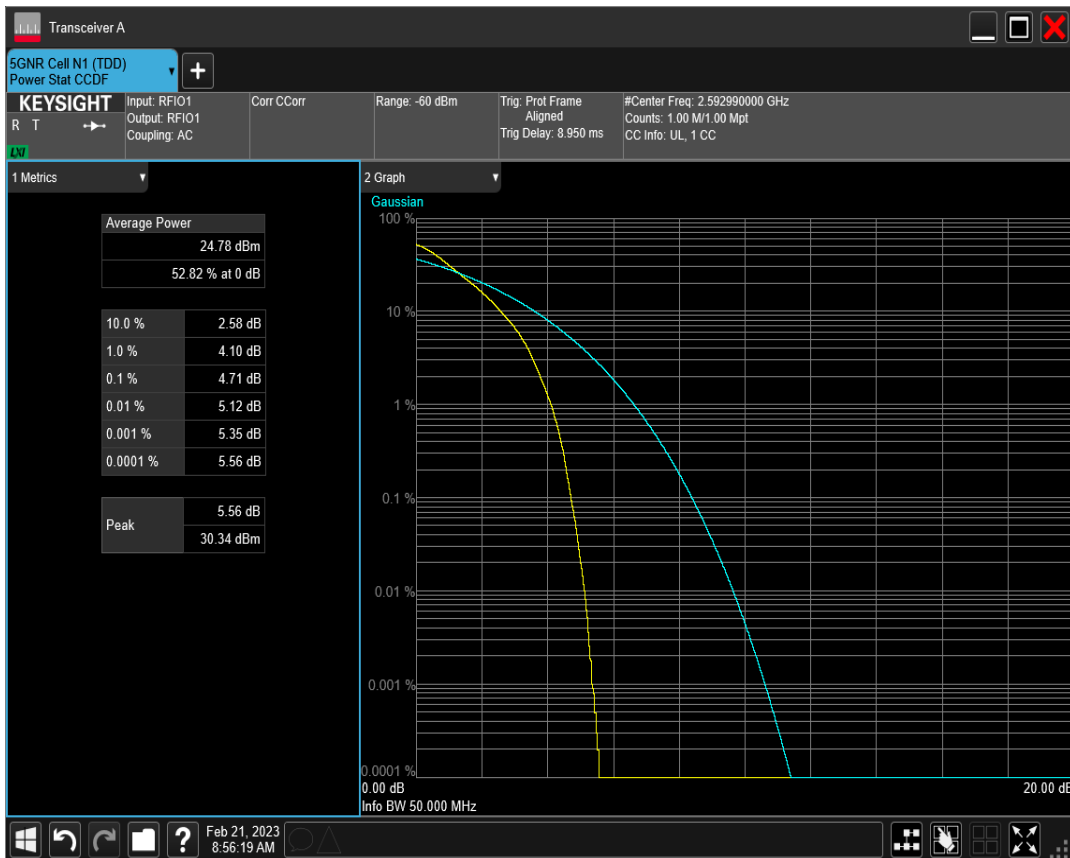 Transceiver A
5GNR Cell N1 (TDD)
Power Stat CCDF
KEYSIGHT
R T
LXI
Input: RFIO1
Output: RFIO1
Coupling: AC
Corr CCorr
Range: -60 dBm
Trig: Prot Frame
Aligned
Trig Delay: 8.950 ms
#Center Freq: 2.592990000 GHz
Counts: 1.00 M/1.00 Mpt
CC Info: UL, 1 CC
1 Metrics
Average Power
24.78 dBm
52.82 % at 0 dB
10.0 % 2.58 dB
1.0 % 4.10 dB
0.1 % 4.71 dB
0.01 % 5.12 dB
0.001 % 5.35 dB
0.0001 % 5.56 dB
Peak 5.56 dB
30.34 dBm
2 Graph
Gaussian
100 %
10 %
1 %
0.1 %
0.01 %
0.001 %
0.0001 %
0.00 dB 20.00 dB
Info BW 50.000 MHz
? Feb 21, 2023
8:56:19 AM